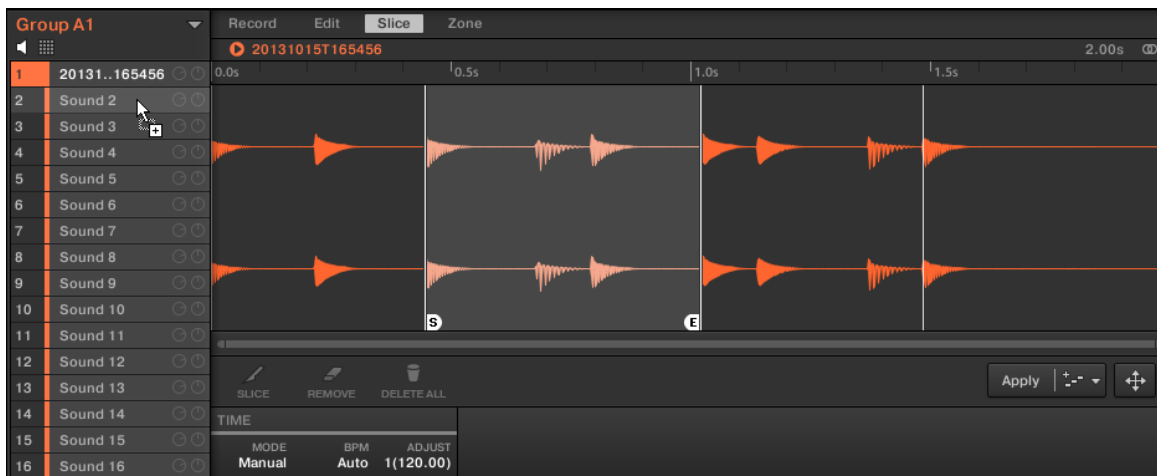 Group A1
Record Edit Slice Zone
20131015T165456 2.00s
1 20131..165456
0.0s 0.5s 1.0s 1.5s
2 Sound 2
3 Sound 3
4 Sound 4
5 Sound 5
6 Sound 6
7 Sound 7
8 Sound 8
9 Sound 9
10 Sound 10
11 Sound 11
12 Sound 12
13 Sound 13
14 Sound 14
15 Sound 15
16 Sound 16
S E
SLICE REMOVE DELETE ALL
Apply
TIME
MODE BPM ADJUST
Manual Auto 1(120.00)